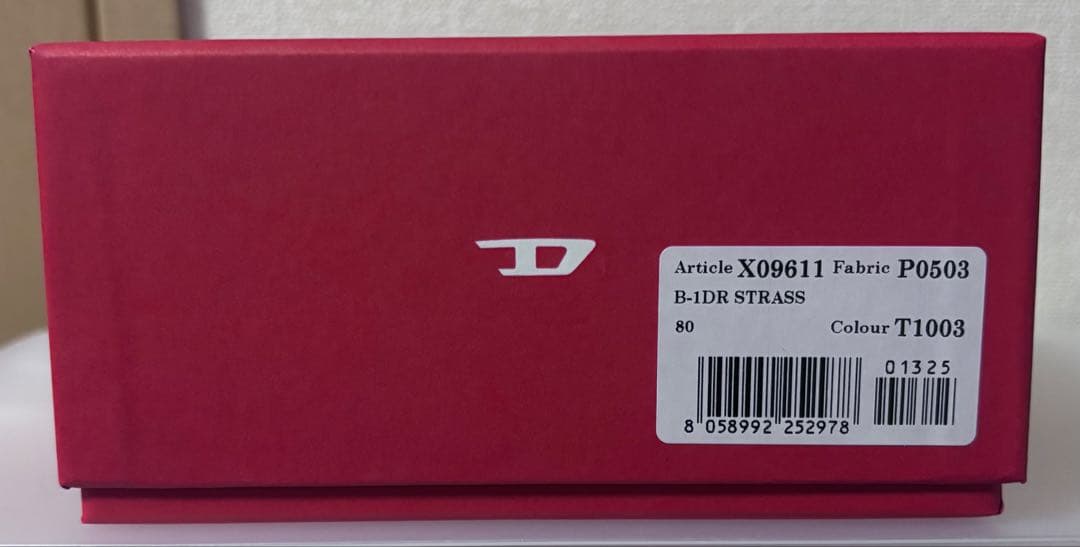 D
Article X09611 Fabric P0503
B-1DR STRASS
80 Colour T1003
01325
8 058992 252978